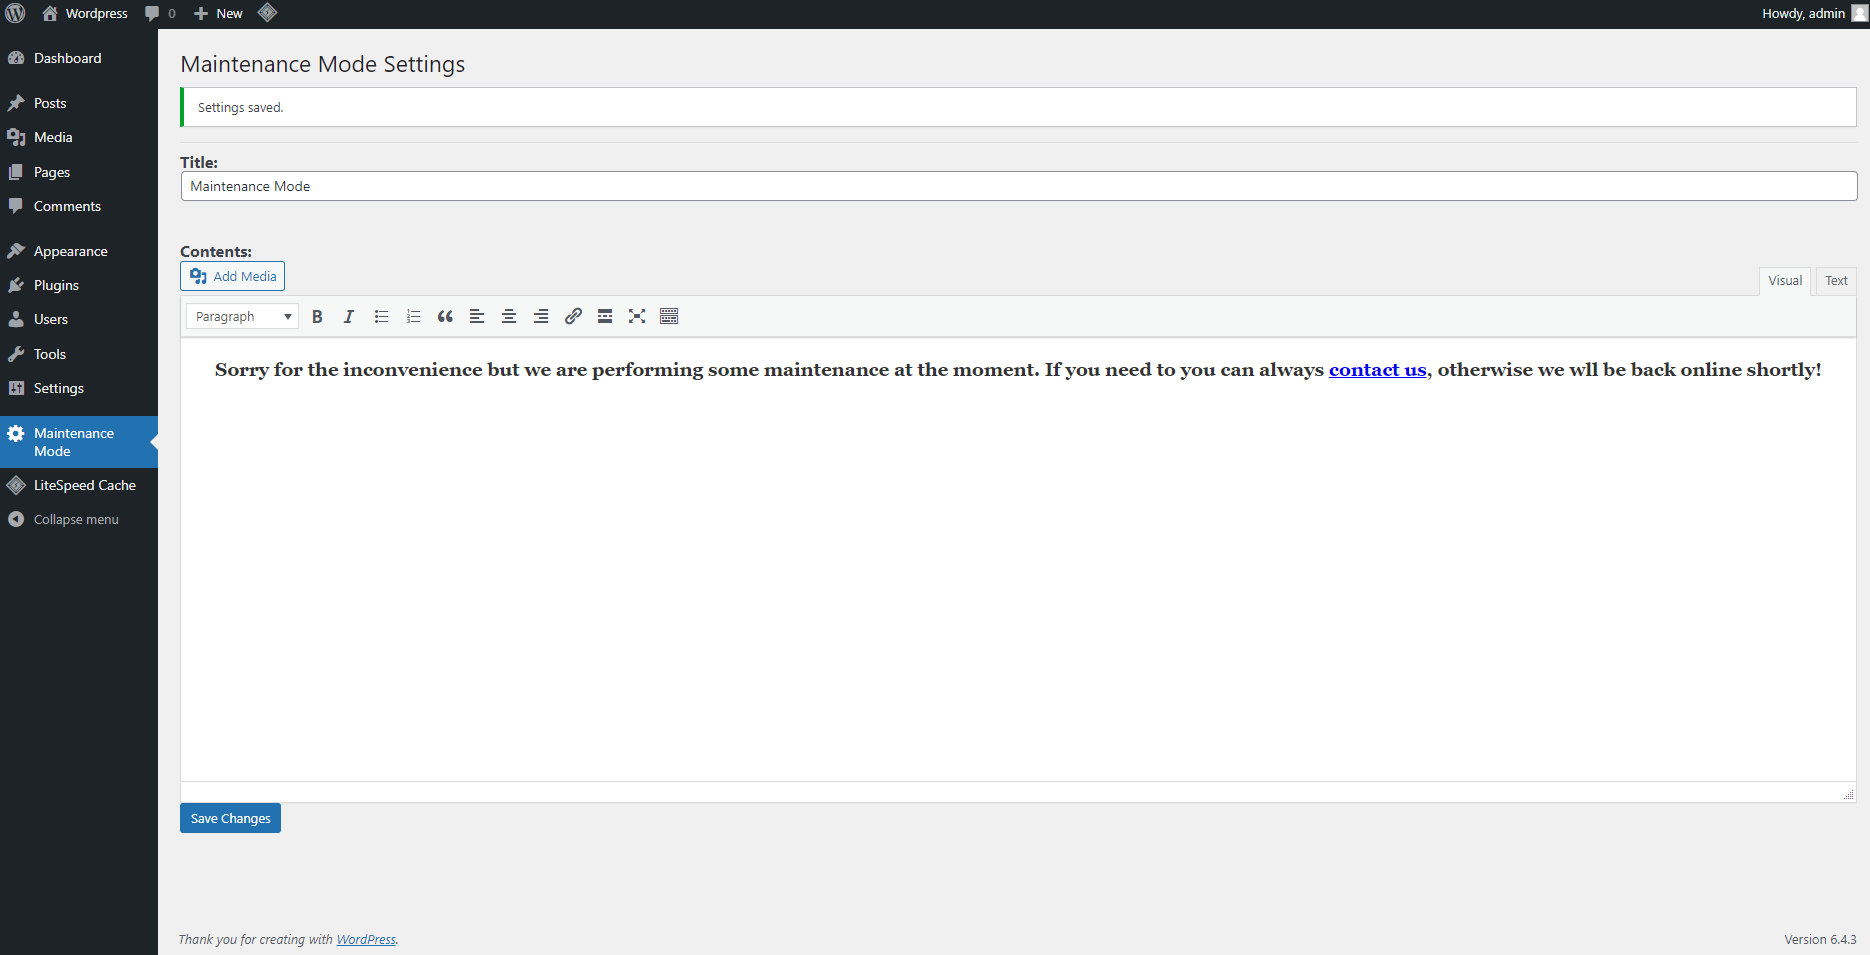 Wordpress 0 New Howdy, admin
Dashboard
Posts
Media
Pages
Comments
Appearance
Plugins
Users
Tools
Settings
Maintenance
Mode
LiteSpeed Cache
Collapse menu
Maintenance Mode Settings
Settings saved.
Title:
Maintenance Mode
Contents:
Add Media
Visual Text
Paragraph
Sorry for the inconvenience but we are performing some maintenance at the moment. If you need to you can always contact us, otherwise we wll be back online shortly!
Save Changes
Thank you for creating with WordPress.
Version 6.4.3